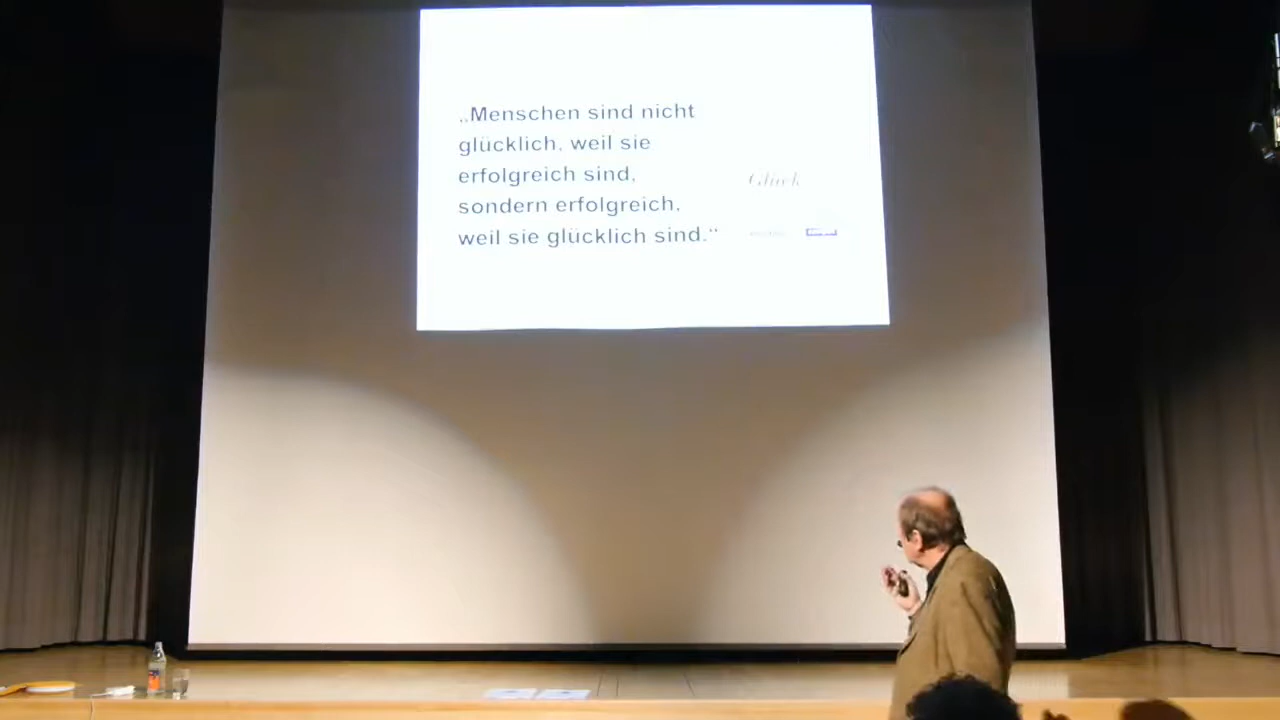 „Menschen sind nicht
glücklich, weil sie
erfolgreich sind,
sondern erfolgreich,
weil sie glücklich sind.“
Glück